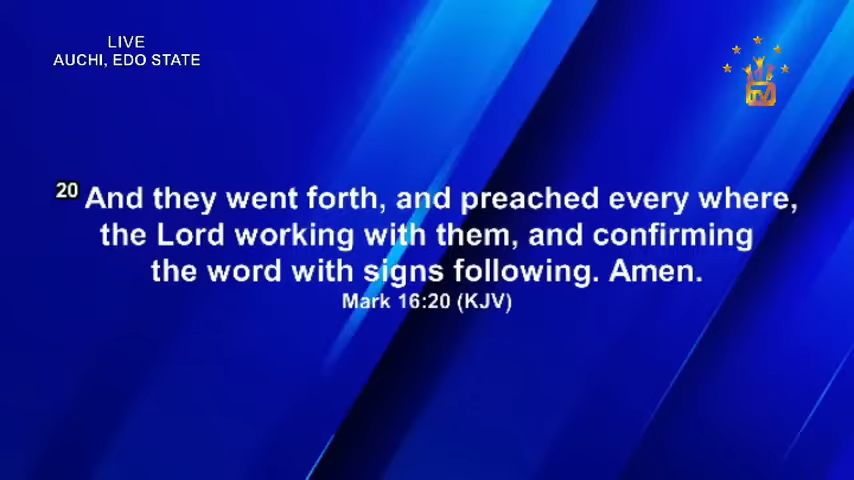 LIVE
AUCHI, EDO STATE
TV
20 And they went forth, and preached every where,
the Lord working with them, and confirming
the word with signs following. Amen.
Mark 16:20 (KJV)